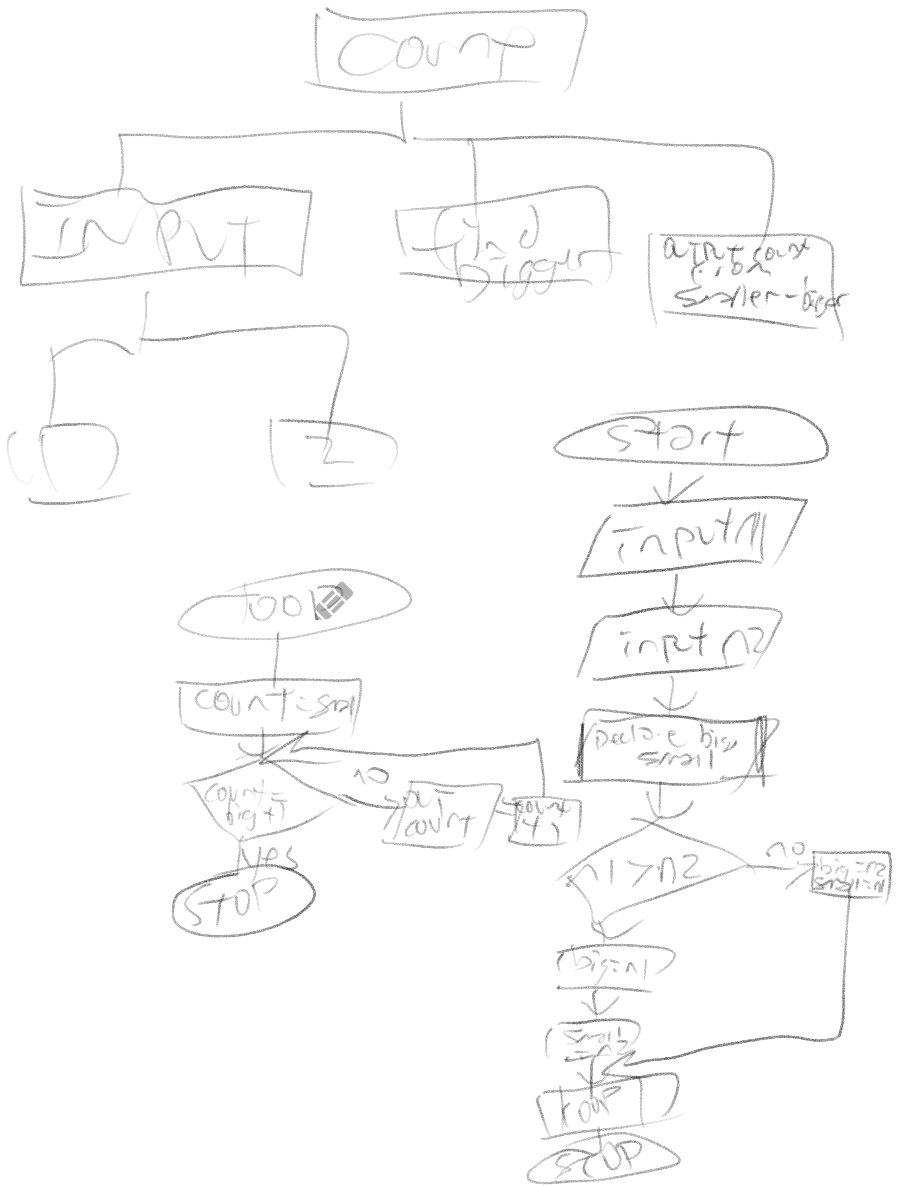 count
INPUT
find
bigger
output count
from
smaller - bigger
2
Start
input n1
input n2
Declare big
small
n1 > n2
no
big = n2
small = n1
big = n1
small
= n2
loop
STOP
loop
count = small
count =
big + 1
no
out
count
count
+ 1
yes
STOP